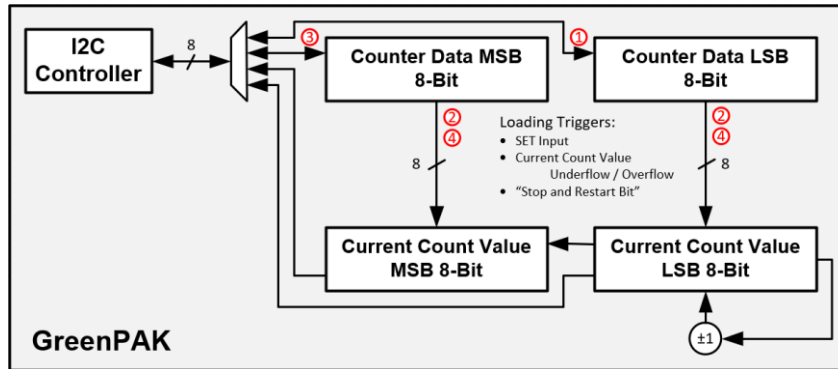 I2C
Controller
8
③
Counter Data MSB
8-Bit
①
Counter Data LSB
8-Bit
②
④
8
Loading Triggers:
• SET Input
• Current Count Value
Underflow / Overflow
• “Stop and Restart Bit”
②
④
8
Current Count Value
MSB 8-Bit
Current Count Value
LSB 8-Bit
±1
GreenPAK